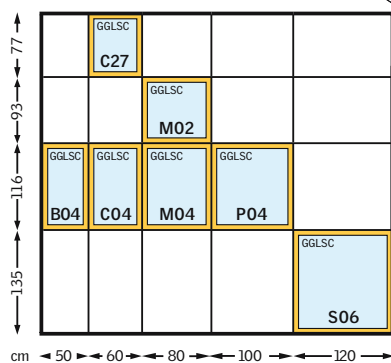 77
GGLSC
C27
93
GGLSC
M02
116
GGLSC
B04
GGLSC
C04
GGLSC
M04
GGLSC
P04
135
GGLSC
S06
cm 50 60 80 100 120